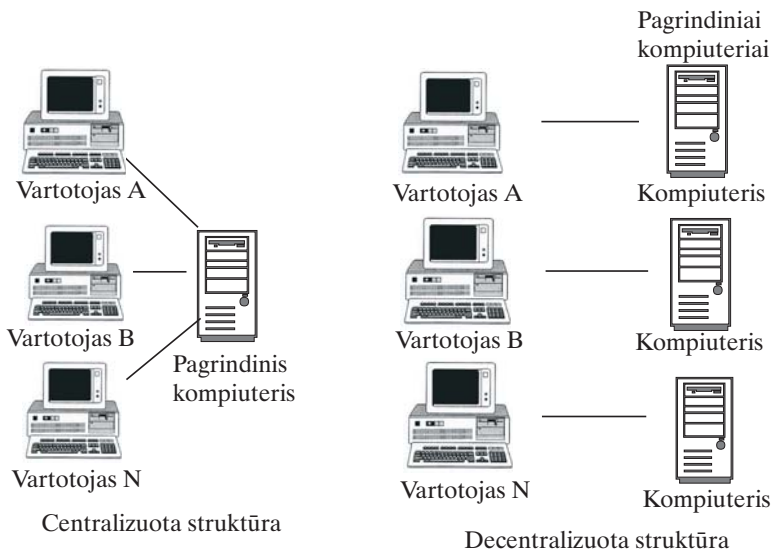 Vartotojas A
Vartotojas B
Pagrindinis
kompiuteris
Vartotojas N
Centralizuota struktūra
Pagrindiniai
kompiuteriai
Vartotojas A
Kompiuteris
Vartotojas B
Kompiuteris
Vartotojas N
Kompiuteris
Decentralizuota struktūra